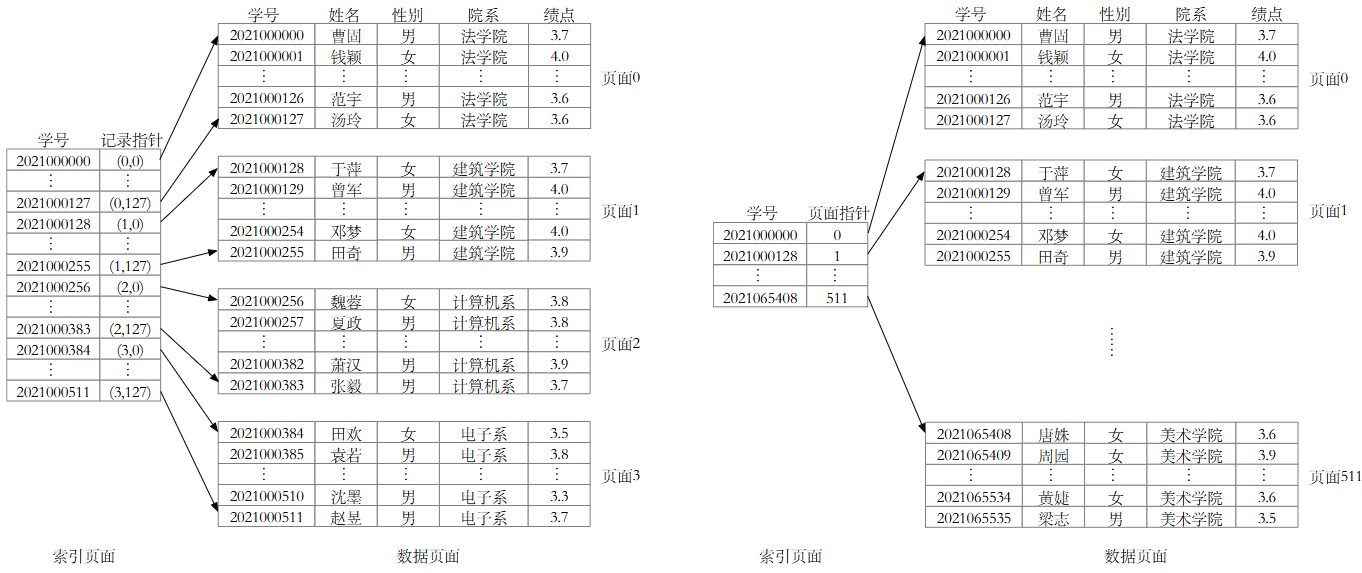 学号 姓名 性别 院系 绩点
2021000000 曹固 男 法学院 3.7
2021000001 钱颖 女 法学院 4.0
⋮ ⋮ ⋮ ⋮ ⋮
2021000126 范宇 男 法学院 3.6
2021000127 汤玲 女 法学院 3.6
页面0
2021000128 于萍 女 建筑学院 3.7
2021000129 曾军 男 建筑学院 4.0
⋮ ⋮ ⋮ ⋮ ⋮
2021000254 邓梦 女 建筑学院 4.0
2021000255 田奇 男 建筑学院 3.9
页面1
2021000256 魏蓉 女 计算机系 3.8
2021000257 夏政 男 计算机系 3.8
⋮ ⋮ ⋮ ⋮ ⋮
2021000382 萧汉 男 计算机系 3.9
2021000383 张毅 男 计算机系 3.7
页面2
2021000384 田欢 女 电子系 3.5
2021000385 袁若 男 电子系 3.8
⋮ ⋮ ⋮ ⋮ ⋮
2021000510 沈墨 男 电子系 3.3
2021000511 赵昱 男 电子系 3.7
页面3
学号 记录指针
2021000000 (0,0)
⋮ ⋮
2021000127 (0,127)
2021000128 (1,0)
⋮ ⋮
2021000255 (1,127)
2021000256 (2,0)
⋮ ⋮
2021000383 (2,127)
2021000384 (3,0)
⋮ ⋮
2021000511 (3,127)
索引页面 数据页面
学号 姓名 性别 院系 绩点
2021000000 曹固 男 法学院 3.7
2021000001 钱颖 女 法学院 4.0
⋮ ⋮ ⋮ ⋮ ⋮
2021000126 范宇 男 法学院 3.6
2021000127 汤玲 女 法学院 3.6
页面0
2021000128 于萍 女 建筑学院 3.7
2021000129 曾军 男 建筑学院 4.0
⋮ ⋮ ⋮ ⋮ ⋮
2021000254 邓梦 女 建筑学院 4.0
2021000255 田奇 男 建筑学院 3.9
页面1
学号 页面指针
2021000000 0
2021000128 1
⋮ ⋮
2021065408 511
⋮
2021065408 唐姝 女 美术学院 3.6
2021065409 周园 女 美术学院 3.9
⋮ ⋮ ⋮ ⋮ ⋮
2021065534 黄婕 女 美术学院 3.6
2021065535 梁志 男 美术学院 3.5
页面511
索引页面 数据页面